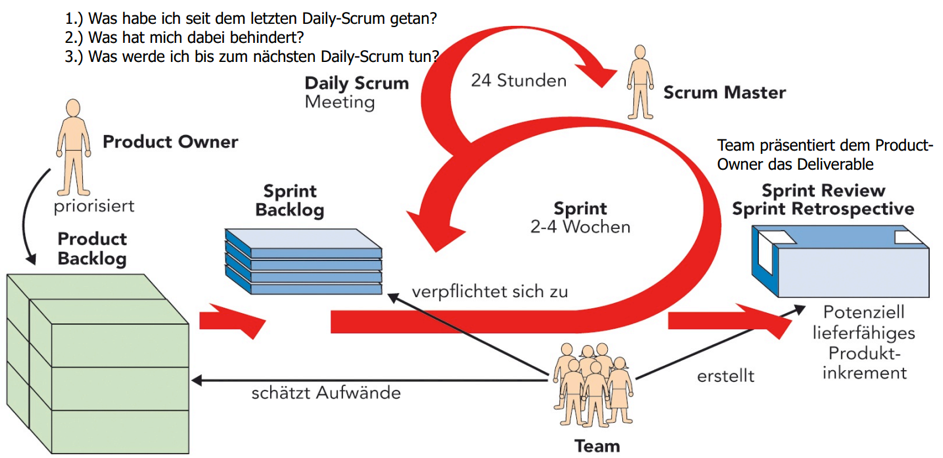 1.) Was habe ich seit dem letzten Daily-Scrum getan?
2.) Was hat mich dabei behindert?
3.) Was werde ich bis zum nächsten Daily-Scrum tun?
Daily Scrum
Meeting
24 Stunden
Scrum Master
Product Owner
priorisiert
Product
Backlog
Sprint
Backlog
Sprint
2-4 Wochen
Team präsentiert dem Product-
Owner das Deliverable
Sprint Review
Sprint Retrospective
verpflichtet sich zu
Potenziell
lieferfähiges
Produkt-
inkrement
erstellt
schätzt Aufwände
Team